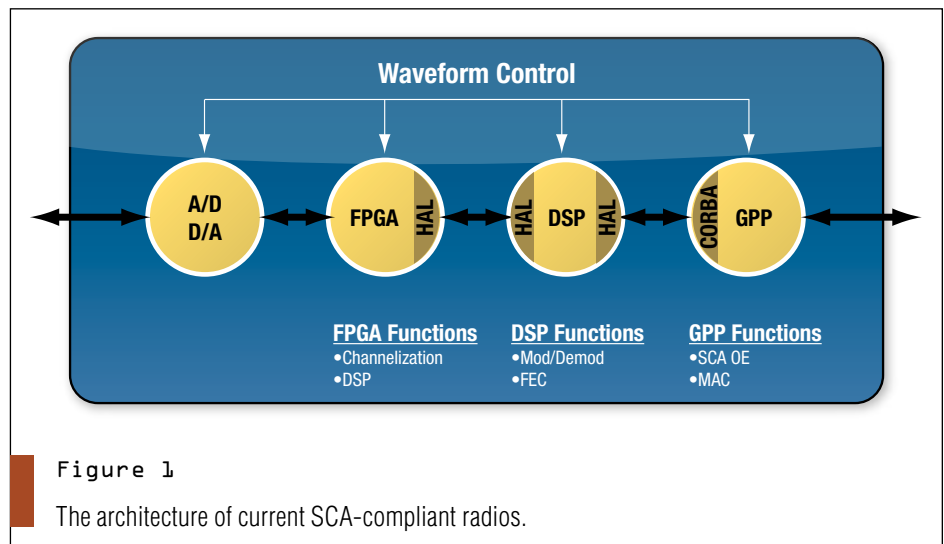 Waveform Control
A/D
D/A
FPGA
HAL
HAL
DSP
HAL
CORBA
GPP
FPGA Functions
•Channelization
•DSP
DSP Functions
•Mod/Demod
•FEC
GPP Functions
•SCA OE
•MAC
Figure 1
The architecture of current SCA-compliant radios.